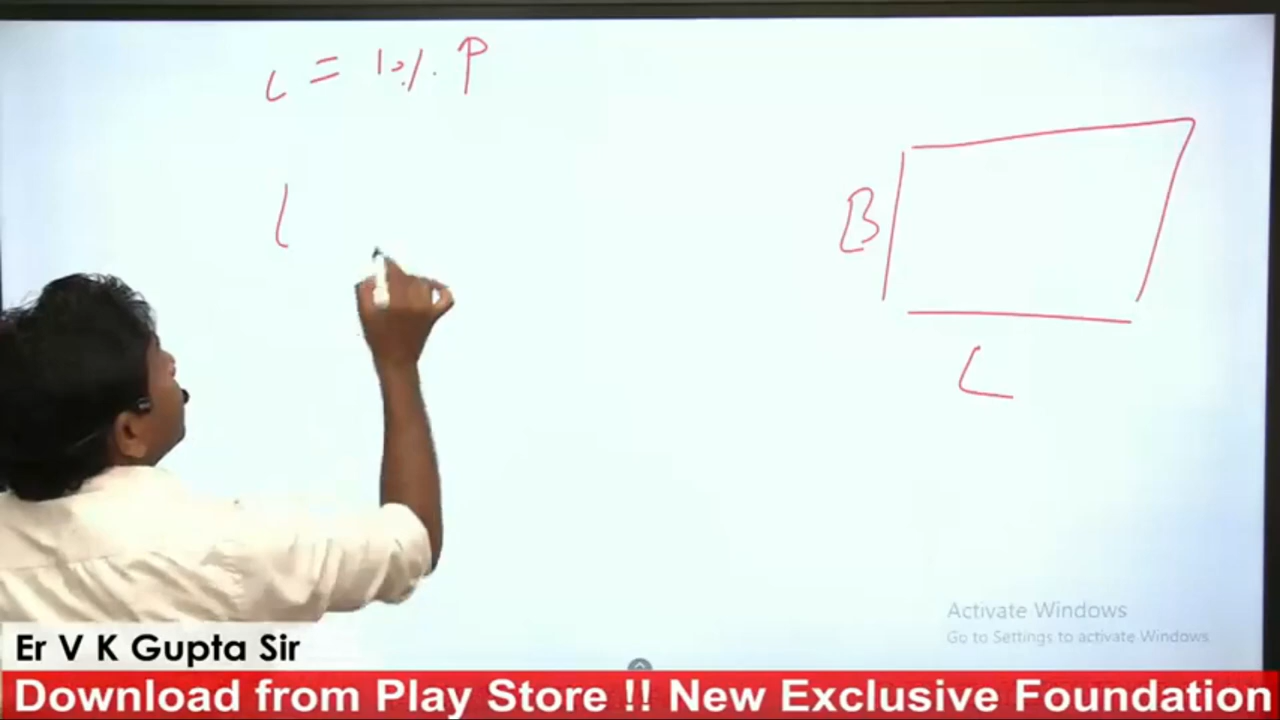 L = 10% P
L
B
L
Activate Windows
Go to Settings to activate Windows.
Er V K Gupta Sir
Download from Play Store !! New Exclusive Foundation